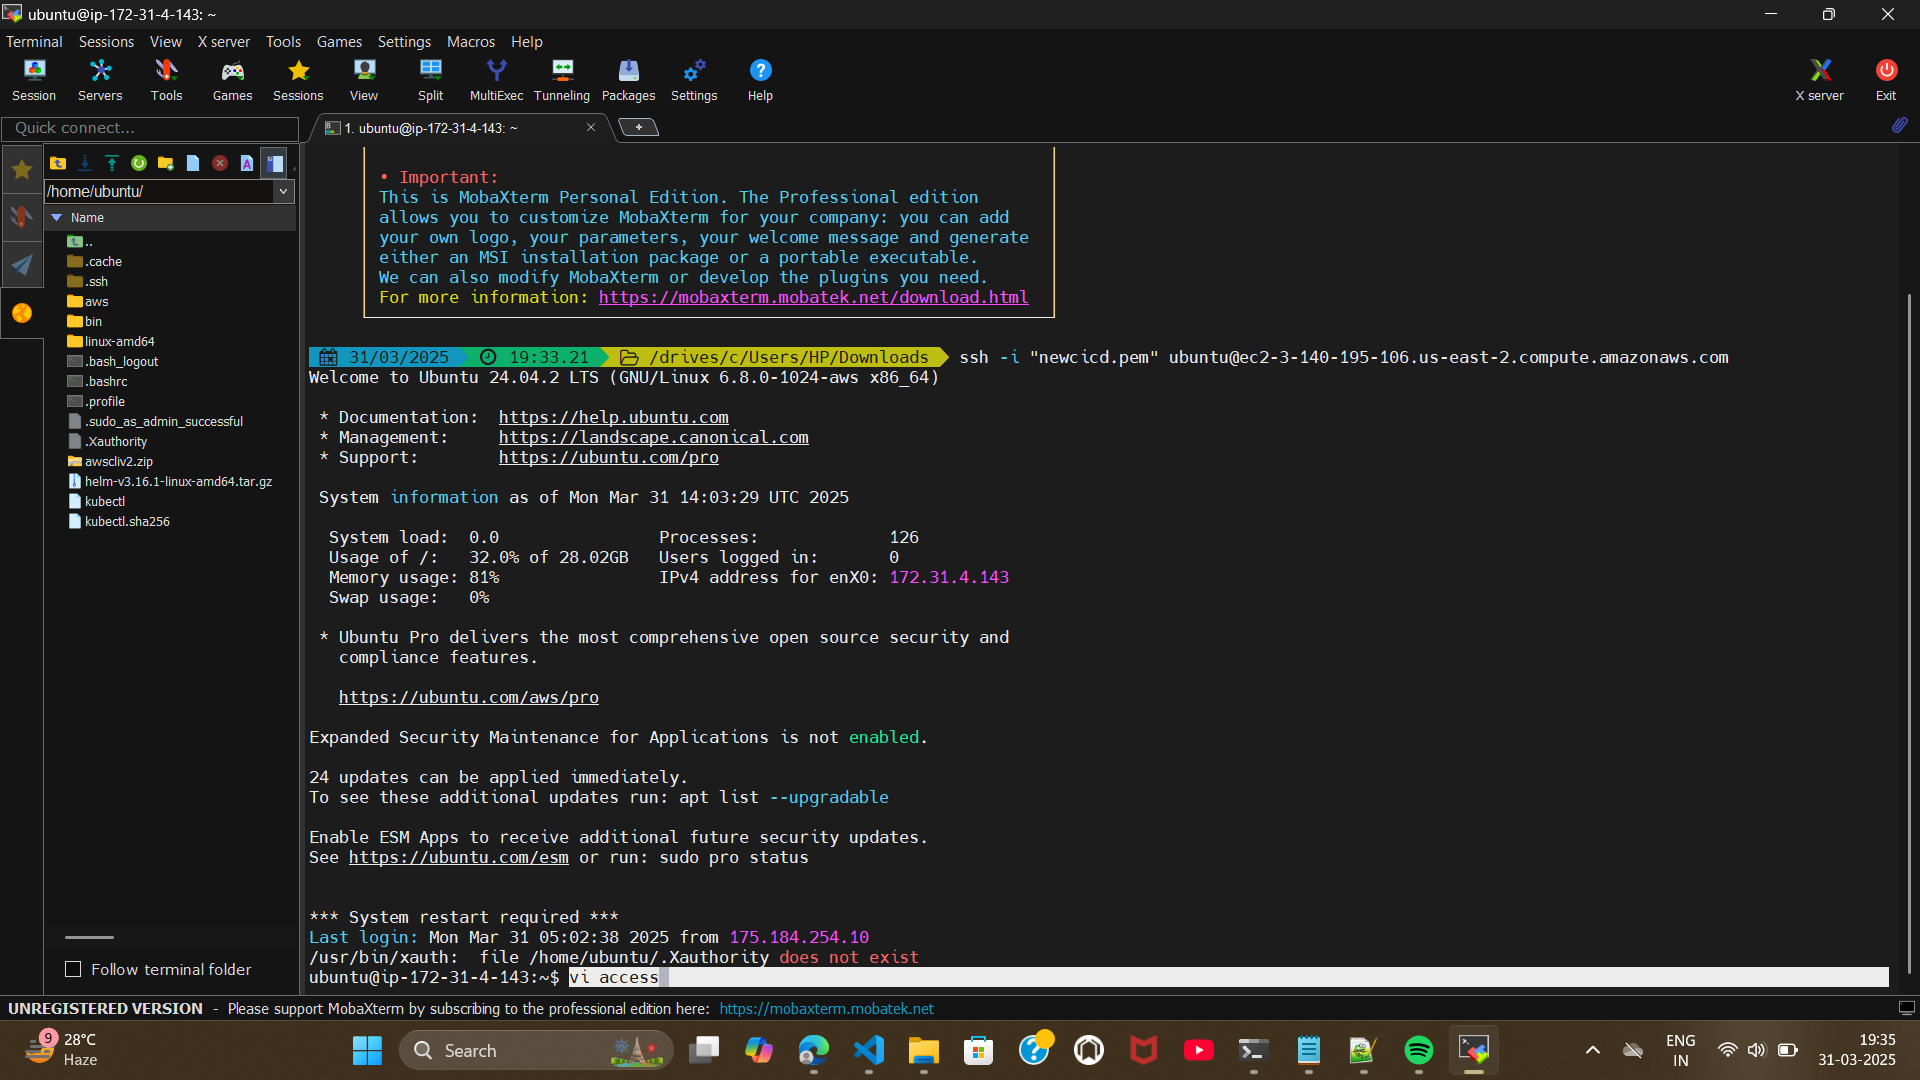 ubuntu@ip-172-31-4-143: ~
Terminal Sessions View X server Tools Games Settings Macros Help
Session Servers Tools Games Sessions View Split MultiExec Tunneling Packages Settings Help X server Exit
Quick connect...
1. ubuntu@ip-172-31-4-143: ~
/home/ubuntu/
Name
..
.cache
.ssh
aws
bin
linux-amd64
.bash_logout
.bashrc
.profile
.sudo_as_admin_successful
.Xauthority
awscliv2.zip
helm-v3.16.1-linux-amd64.tar.gz
kubectl
kubectl.sha256
Follow terminal folder
• Important:
This is MobaXterm Personal Edition. The Professional edition
allows you to customize MobaXterm for your company: you can add
your own logo, your parameters, your welcome message and generate
either an MSI installation package or a portable executable.
We can also modify MobaXterm or develop the plugins you need.
For more information: https://mobaxterm.mobatek.net/download.html
31/03/2025 19:33.21 /drives/c/Users/HP/Downloads ssh -i "newcicd.pem" ubuntu@ec2-3-140-195-106.us-east-2.compute.amazonaws.com
Welcome to Ubuntu 24.04.2 LTS (GNU/Linux 6.8.0-1024-aws x86_64)
* Documentation: https://help.ubuntu.com
* Management: https://landscape.canonical.com
* Support: https://ubuntu.com/pro
System information as of Mon Mar 31 14:03:29 UTC 2025
System load: 0.0 Processes: 126
Usage of /: 32.0% of 28.02GB Users logged in: 0
Memory usage: 81% IPv4 address for enX0: 172.31.4.143
Swap usage: 0%
* Ubuntu Pro delivers the most comprehensive open source security and
compliance features.
https://ubuntu.com/aws/pro
Expanded Security Maintenance for Applications is not enabled.
24 updates can be applied immediately.
To see these additional updates run: apt list --upgradable
Enable ESM Apps to receive additional future security updates.
See https://ubuntu.com/esm or run: sudo pro status
*** System restart required ***
Last login: Mon Mar 31 05:02:38 2025 from 175.184.254.10
/usr/bin/xauth: file /home/ubuntu/.Xauthority does not exist
ubuntu@ip-172-31-4-143:~$ vi access
UNREGISTERED VERSION - Please support MobaXterm by subscribing to the professional edition here: https://mobaxterm.mobatek.net
9
28°C
Haze
Search
ENG
IN
19:35
31-03-2025